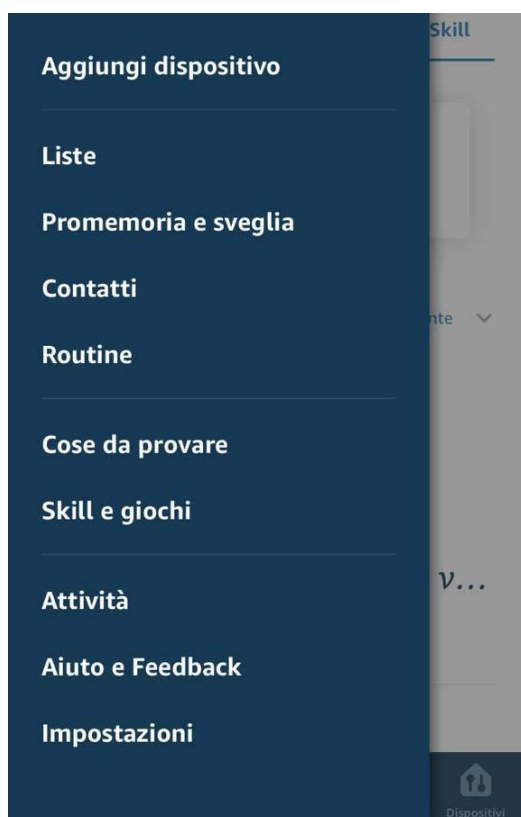 Skill
Aggiungi dispositivo
Liste
Promemoria e sveglia
Contatti
nte
Routine
Cose da provare
Skill e giochi
v...
Attività
Aiuto e Feedback
Impostazioni
Dispositivi